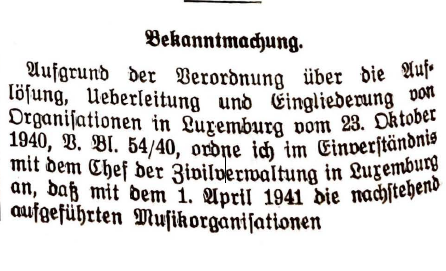 Bekanntmachung.
Aufgrund der Verordnung über die Auf-
lösung, Ueberleitung und Eingliederung von
Organisationen in Luxemburg vom 23. Oktober
1940, V. Bl. 54/40, ordne ich im Einverständnis
mit dem Chef der Zivilverwaltung in Luxemburg
an, daß mit dem 1. April 1941 die nachstehend
aufgeführten Musikorganisationen